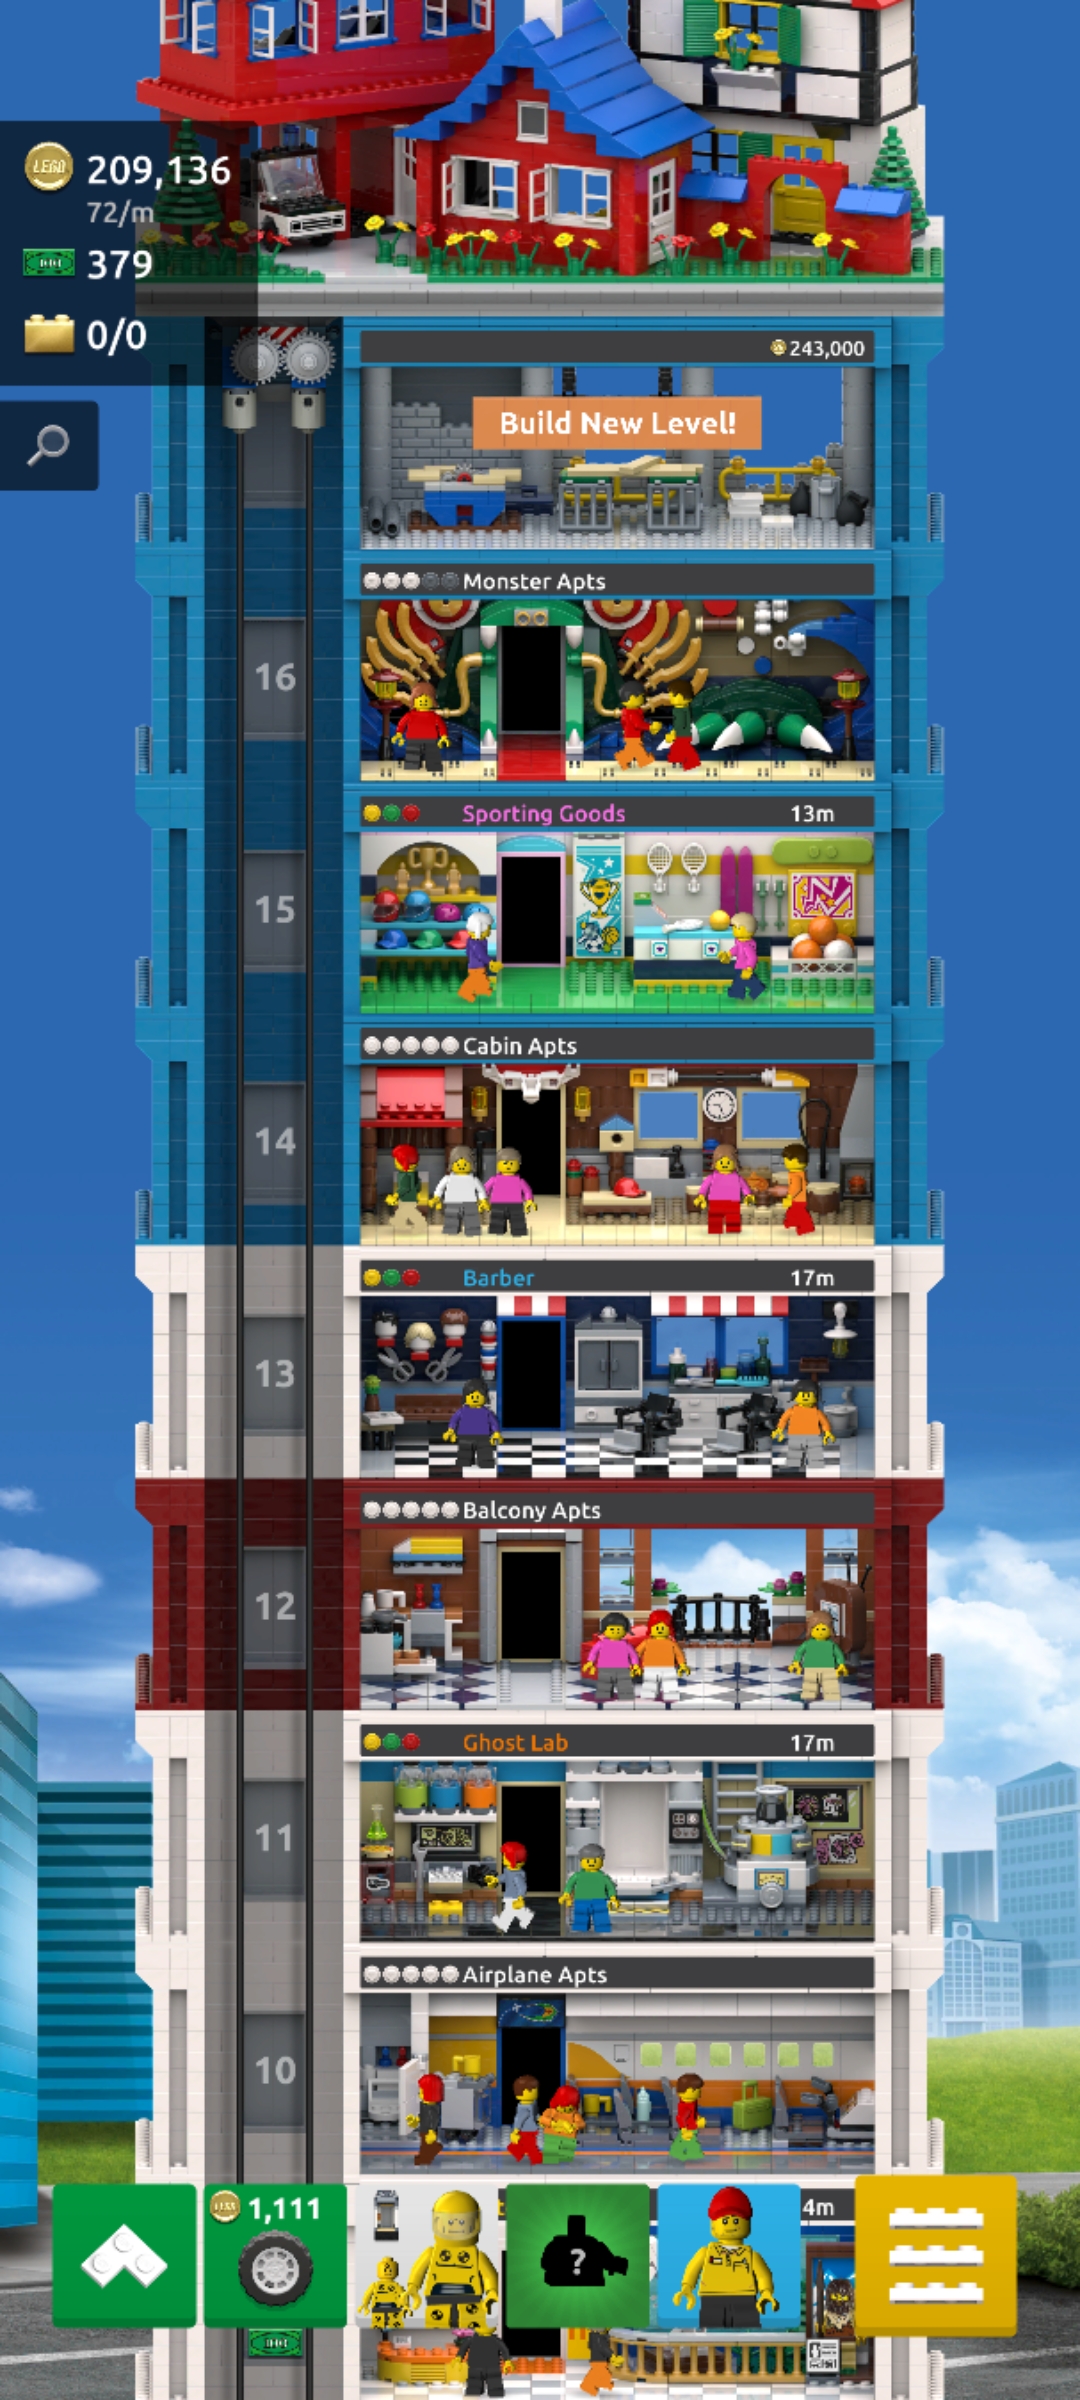 LEGO 209,136
72/m
379
0/0
243,000
Build New Level!
Monster Apts
16
Sporting Goods 13m
15
Cabin Apts
14
Barber 17m
13
Balcony Apts
12
Ghost Lab 17m
11
Airplane Apts
10
1,111
4m
?